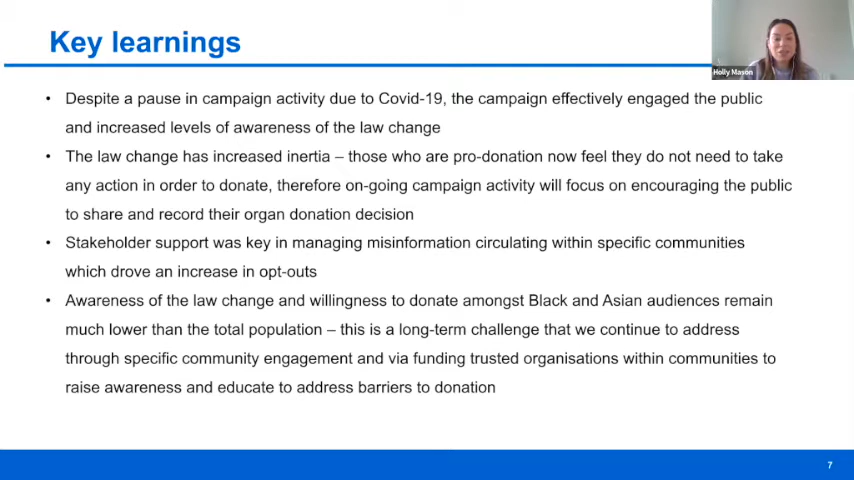 Key learnings
Holly Mason
• Despite a pause in campaign activity due to Covid-19, the campaign effectively engaged the public
and increased levels of awareness of the law change
• The law change has increased inertia – those who are pro-donation now feel they do not need to take
any action in order to donate, therefore on-going campaign activity will focus on encouraging the public
to share and record their organ donation decision
• Stakeholder support was key in managing misinformation circulating within specific communities
which drove an increase in opt-outs
• Awareness of the law change and willingness to donate amongst Black and Asian audiences remain
much lower than the total population – this is a long-term challenge that we continue to address
through specific community engagement and via funding trusted organisations within communities to
raise awareness and educate to address barriers to donation
7